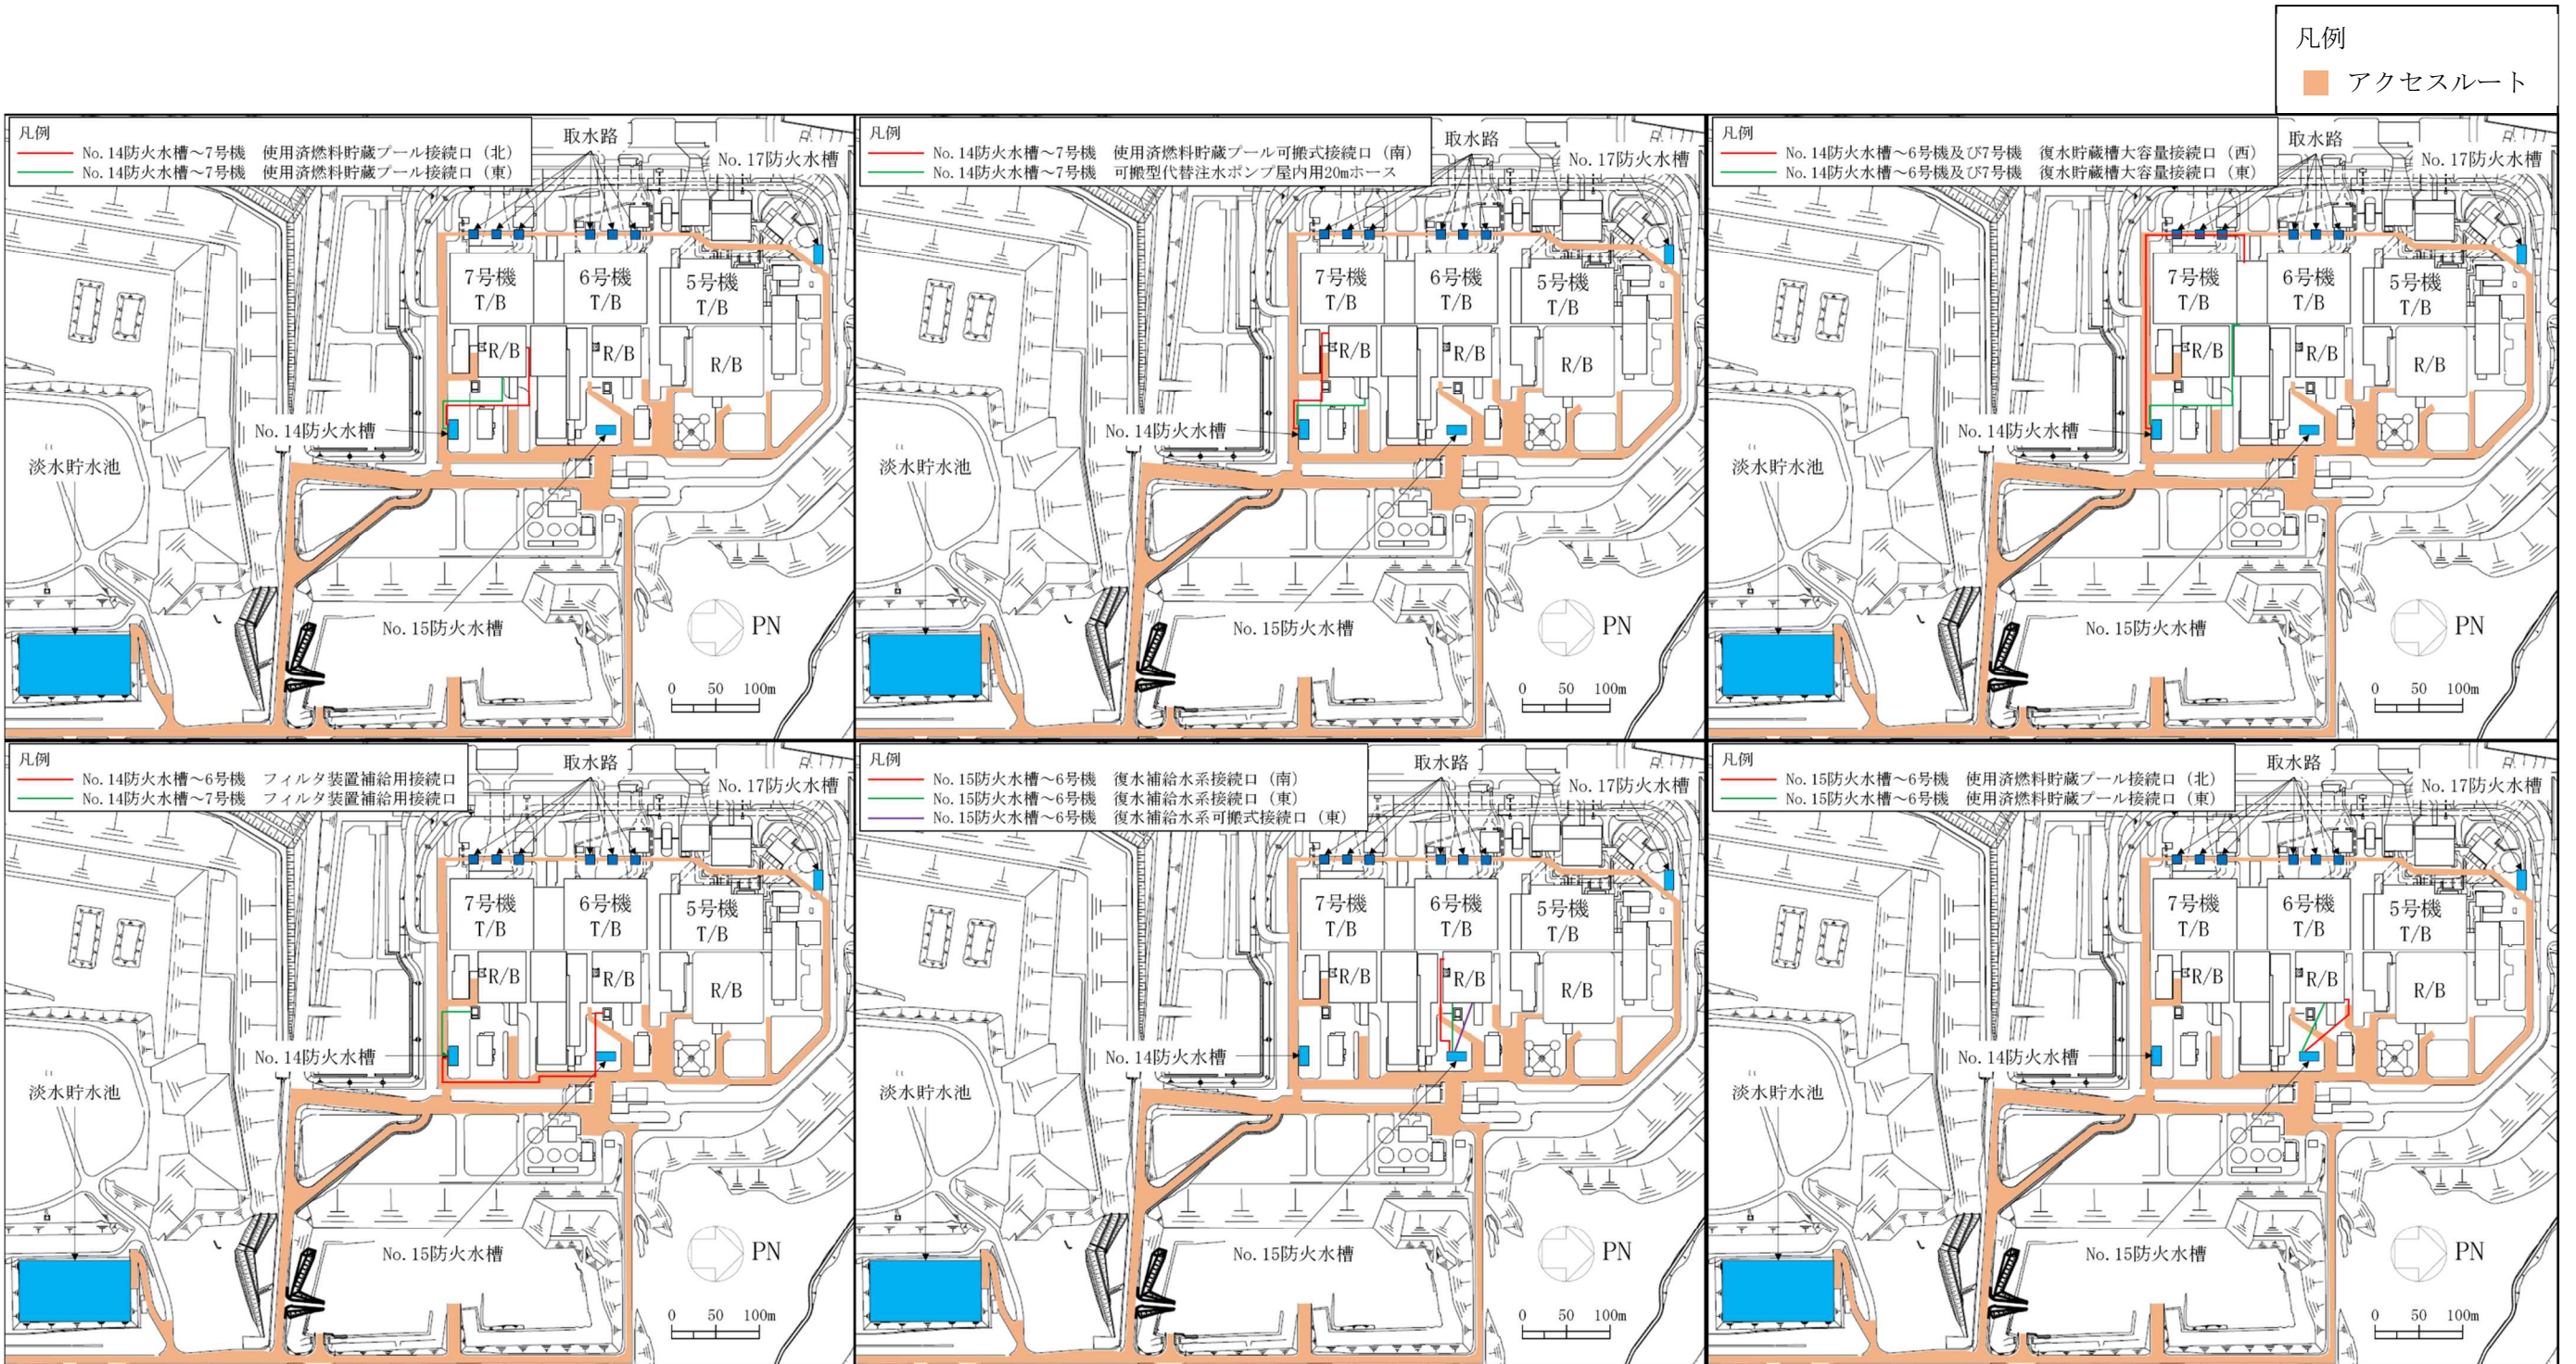 凡例
アクセスルート
凡例
No.14防火水槽～7号機 使用済燃料貯蔵プール接続口（北）
No.14防火水槽～7号機 使用済燃料貯蔵プール接続口（東）
取水路
No.17防火水槽
7号機
T/B
6号機
T/B
5号機
T/B
R/B
R/B
R/B
No.14防火水槽
淡水貯水池
No.15防火水槽
PN
0 50 100m
凡例
No.14防火水槽～7号機 使用済燃料貯蔵プール可搬式接続口（南）
No.14防火水槽～7号機 可搬型代替注水ポンプ屋内用20mホース
取水路
No.17防火水槽
7号機
T/B
6号機
T/B
5号機
T/B
R/B
R/B
R/B
No.14防火水槽
淡水貯水池
No.15防火水槽
PN
0 50 100m
凡例
No.14防火水槽～6号機及び7号機 復水貯蔵槽大容量接続口（西）
No.14防火水槽～6号機及び7号機 復水貯蔵槽大容量接続口（東）
取水路
No.17防火水槽
7号機
T/B
6号機
T/B
5号機
T/B
R/B
R/B
R/B
No.14防火水槽
淡水貯水池
No.15防火水槽
PN
0 50 100m
凡例
No.14防火水槽～6号機 フィルタ装置補給用接続口
No.14防火水槽～7号機 フィルタ装置補給用接続口
取水路
No.17防火水槽
7号機
T/B
6号機
T/B
5号機
T/B
R/B
R/B
R/B
No.14防火水槽
淡水貯水池
No.15防火水槽
PN
0 50 100m
凡例
No.15防火水槽～6号機 復水補給水系接続口（南）
No.15防火水槽～6号機 復水補給水系接続口（東）
No.15防火水槽～6号機 復水補給水系可搬式接続口（東）
取水路
No.17防火水槽
7号機
T/B
6号機
T/B
5号機
T/B
R/B
R/B
R/B
No.14防火水槽
淡水貯水池
No.15防火水槽
PN
0 50 100m
凡例
No.15防火水槽～6号機 使用済燃料貯蔵プール接続口（北）
No.15防火水槽～6号機 使用済燃料貯蔵プール接続口（東）
取水路
No.17防火水槽
7号機
T/B
6号機
T/B
5号機
T/B
R/B
R/B
R/B
No.14防火水槽
淡水貯水池
No.15防火水槽
PN
0 50 100m